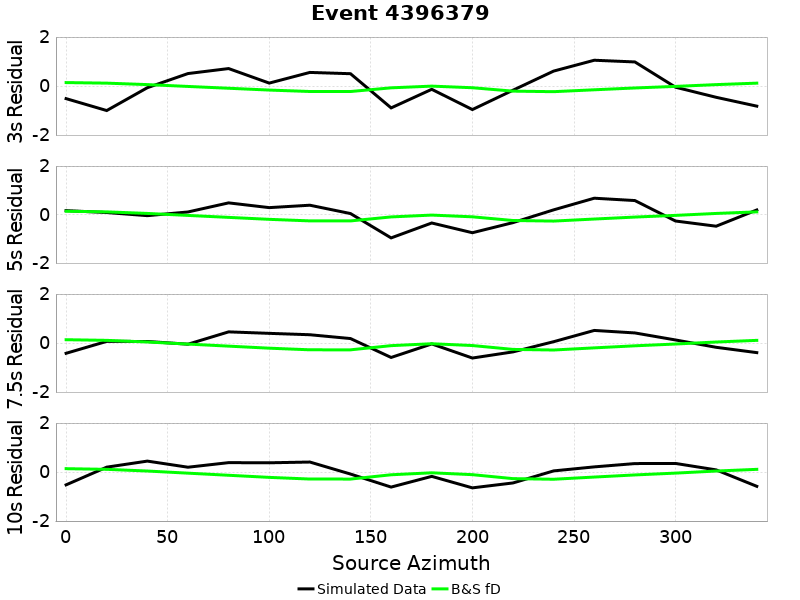 Event 4396379
3s Residual
2
0
-2
5s Residual
2
0
-2
7.5s Residual
2
0
-2
10s Residual
2
0
-2
0 50 100 150 200 250 300
Source Azimuth
Simulated Data B&S fD